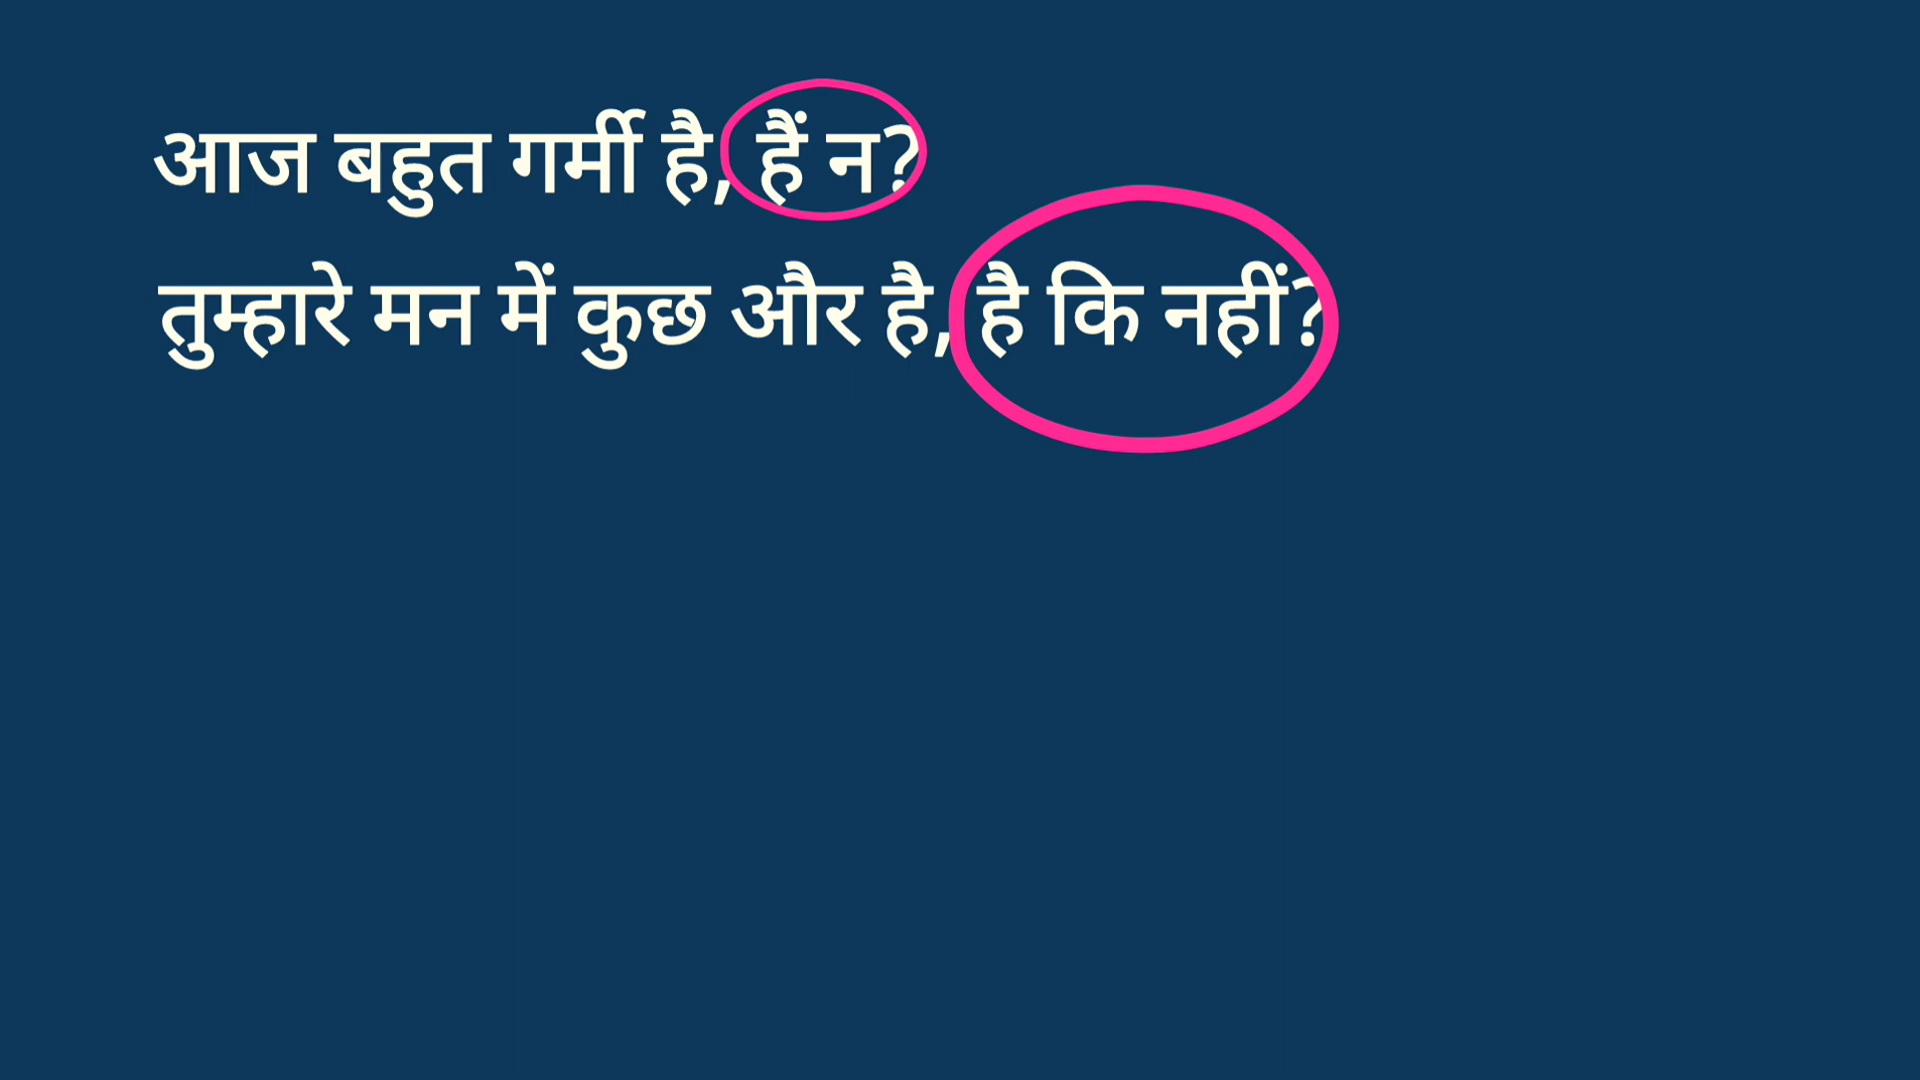 आज बहुत गर्मी है, हैं न?
तुम्हारे मन में कुछ और है, है कि नहीं?